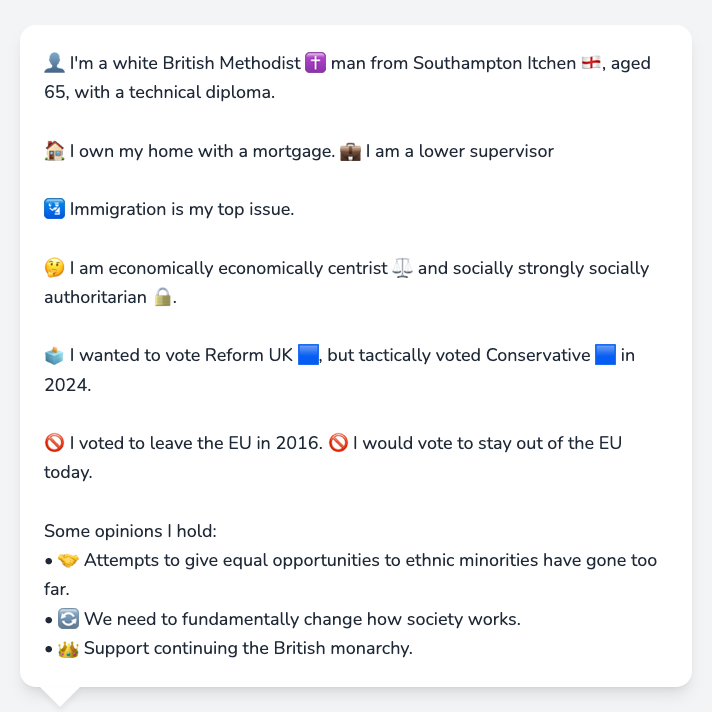 👤 I'm a white British Methodist ✝️ man from Southampton Itchen 🏴󠁧󠁢󠁥󠁮󠁧󠁿, aged
65, with a technical diploma.
🏠 I own my home with a mortgage. 💼 I am a lower supervisor
🛂 Immigration is my top issue.
🤔 I am economically economically centrist ⚖️ and socially strongly socially
authoritarian 🔒.
🗳️ I wanted to vote Reform UK 🟦, but tactically voted Conservative 🟦 in
2024.
🚫 I voted to leave the EU in 2016. 🚫 I would vote to stay out of the EU
today.
Some opinions I hold:
• 🤝 Attempts to give equal opportunities to ethnic minorities have gone too
far.
• 🔄 We need to fundamentally change how society works.
• 👑 Support continuing the British monarchy.